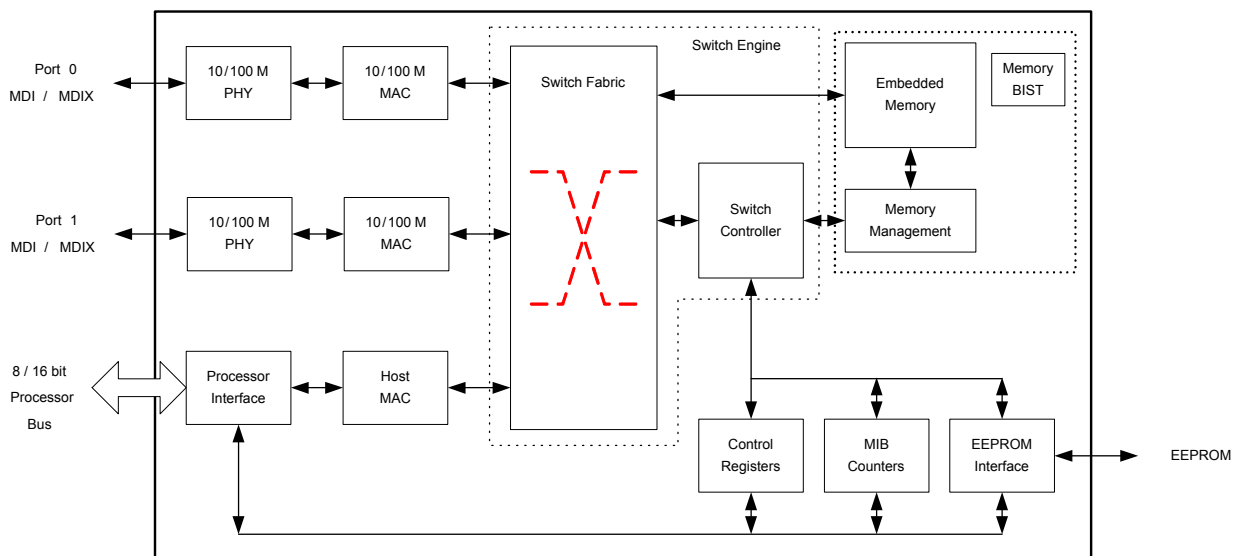 Switch Engine
Port 0
MDI / MDIX
10/100 M
PHY
10/100 M
MAC
Switch Fabric
Embedded
Memory
Memory
BIST
Port 1
MDI / MDIX
10/100 M
PHY
10/100 M
MAC
Switch
Controller
Memory
Management
8 / 16 bit
Processor
Bus
Processor
Interface
Host
MAC
Control
Registers
MIB
Counters
EEPROM
Interface
EEPROM